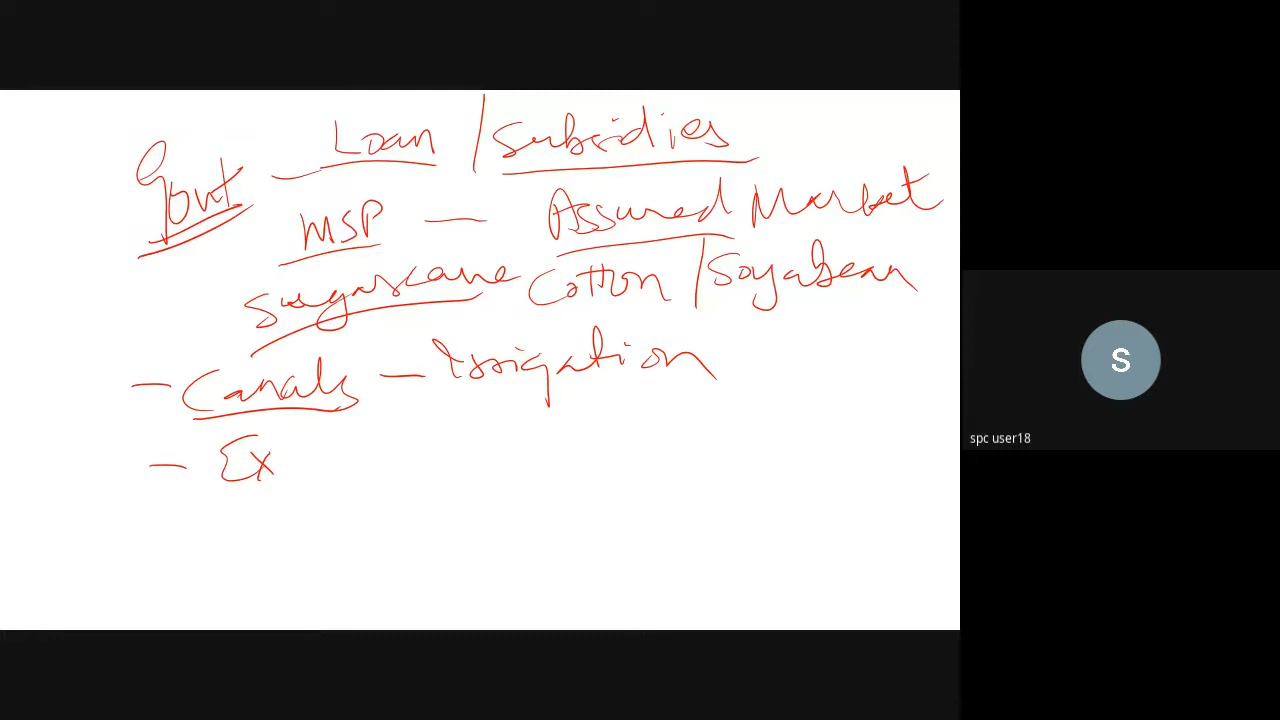 Govt — Loan / Subsidies
MSP — Assured Market
Sugarcane Cotton / Soyabean
— Canals — Irrigation
— Ex
spc user18
S